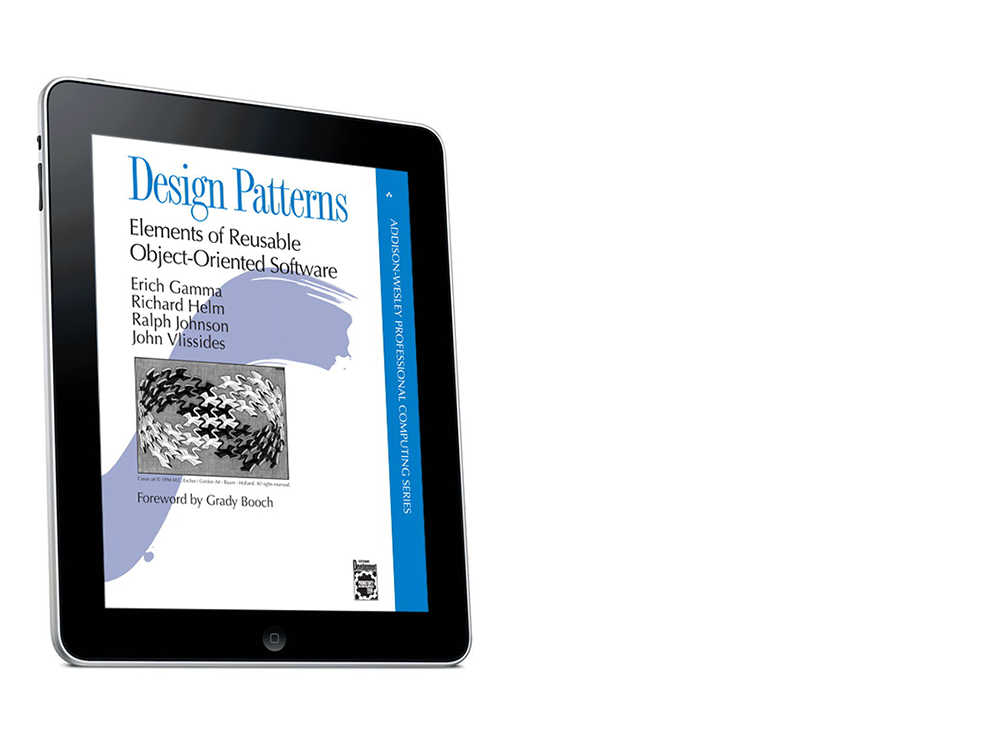 Design Patterns
Elements of Reusable
Object-Oriented Software
Erich Gamma
Richard Helm
Ralph Johnson
John Vlissides
Cover art © 1994 M.C. Escher / Cordon Art - Baarn - Holland. All rights reserved.
Foreword by Grady Booch
ADDISON-WESLEY PROFESSIONAL COMPUTING SERIES
Development